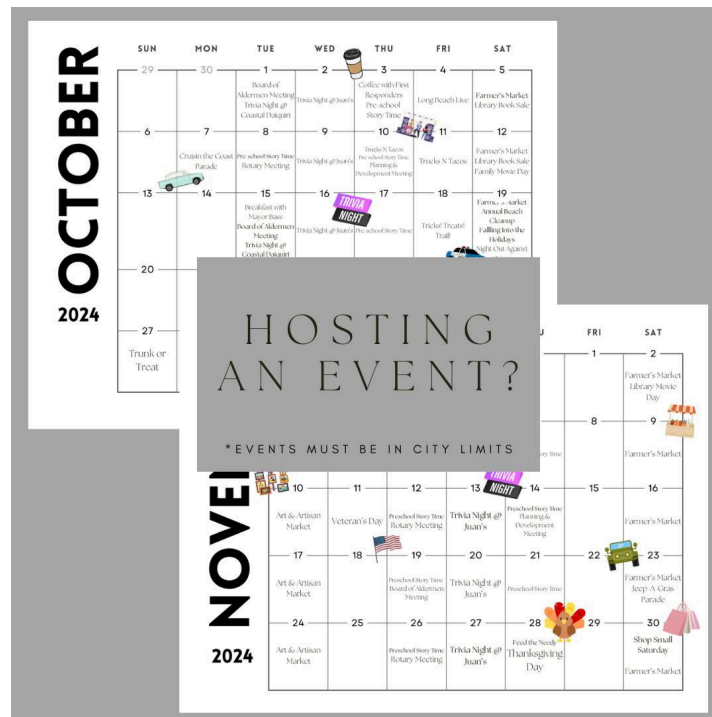 OCTOBER
2024
SUN MON TUE WED THU FRI SAT
29 30 1 2 3 4 5
Board of
Aldermen Meeting
Trivia Night @
Coastal Daiquiri
Trivia Night @ Juan's
Coffee with First
Responders
Pre school
Story Time
Long Beach Live
Farmer's Market
Library Book Sale
6 7 8 9 10 11 12
Cruisin the Coast
Parade
Pre school Story Time
Rotary Meeting
Trivia Night @ Juan's
Trucks N Tacos
Pre school Story Time
Planning &
Development Meeting
Trucks N Tacos
Farmer's Market
Library Book Sale
Family Movie Day
13 14 15 16 17 18 19
TRIVIA
NIGHT
Breakfast with
Mayor Bass
Board of Aldermen
Meeting
Trivia Night @
Coastal Daiquiri
Trivia Night @ Juan's
Pre school Story Time
Tricks! Treats!
Trail!
Farmer's Market
Annual Beach
Cleanup
Fallling Into the
Holidays
Night Out Against
20
27
Trunk or
Treat
HOSTING
AN EVENT?
*EVENTS MUST BE IN CITY LIMITS
NOVE
2024
U FRI SAT
1 2
Farmer's Market
Library Movie
Day
8 9
ry Time
Farmer's Market
TRIVIA
NIGHT
10 11 12 13 14 15 16
Art & Artisan
Market
Veteran's Day
Preschool Story Time
Rotary Meeting
Trivia Night @
Juan's
Preschool Story Time
Planning &
Development
Meeting
Farmer's Market
17 18 19 20 21 22 23
Art & Artisan
Market
Preschool Story Time
Board of Aldermen
Meeting
Trivia Night @
Juan's
Preschool Story Time
Farmer's Market
Jeep-A-Gras
Parade
24 25 26 27 28 29 30
Art & Artisan
Market
Preschool Story Time
Rotary Meeting
Trivia Night @
Juan's
Feed the Needy
Thanksgiving
Day
Shop Small
Saturday
Farmer's Market